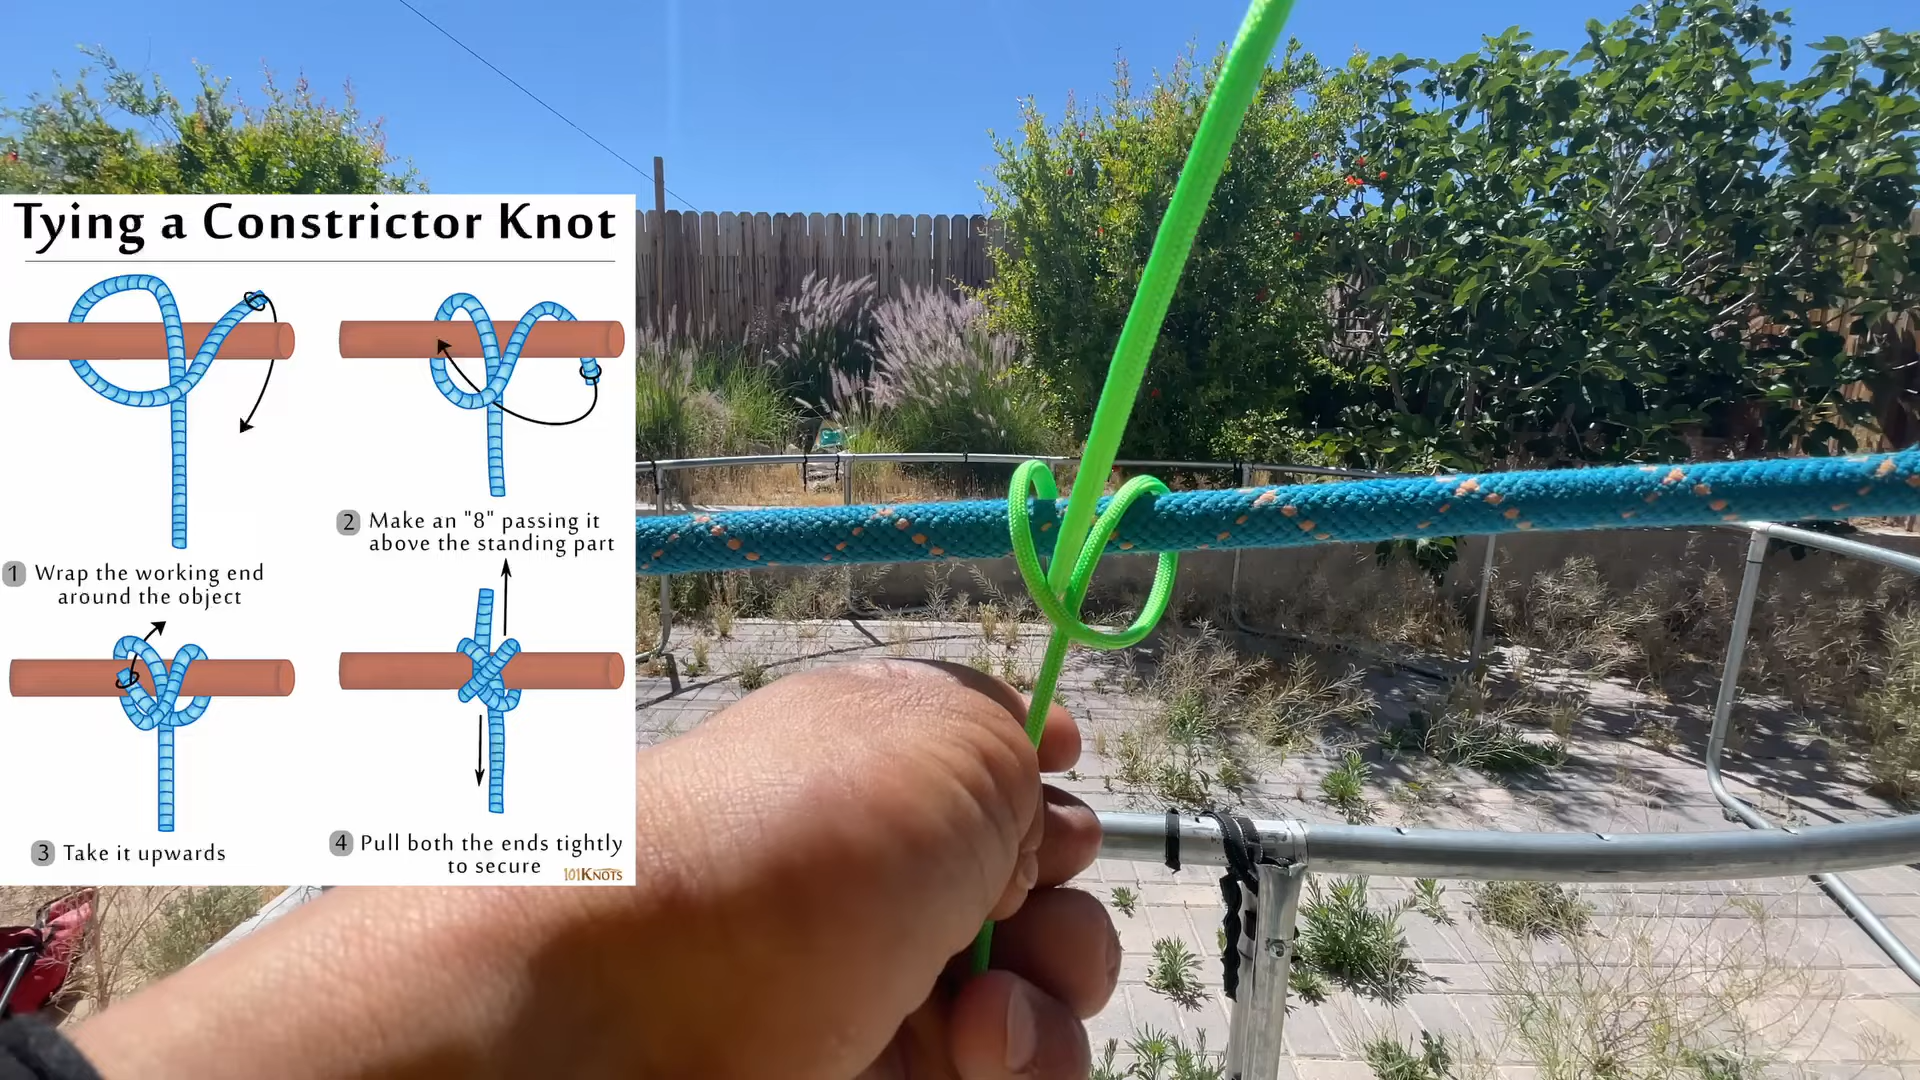 Tying a Constrictor Knot
1 Wrap the working end
around the object
2 Make an "8" passing it
above the standing part
3 Take it upwards
4 Pull both the ends tightly
to secure
101KNOTS